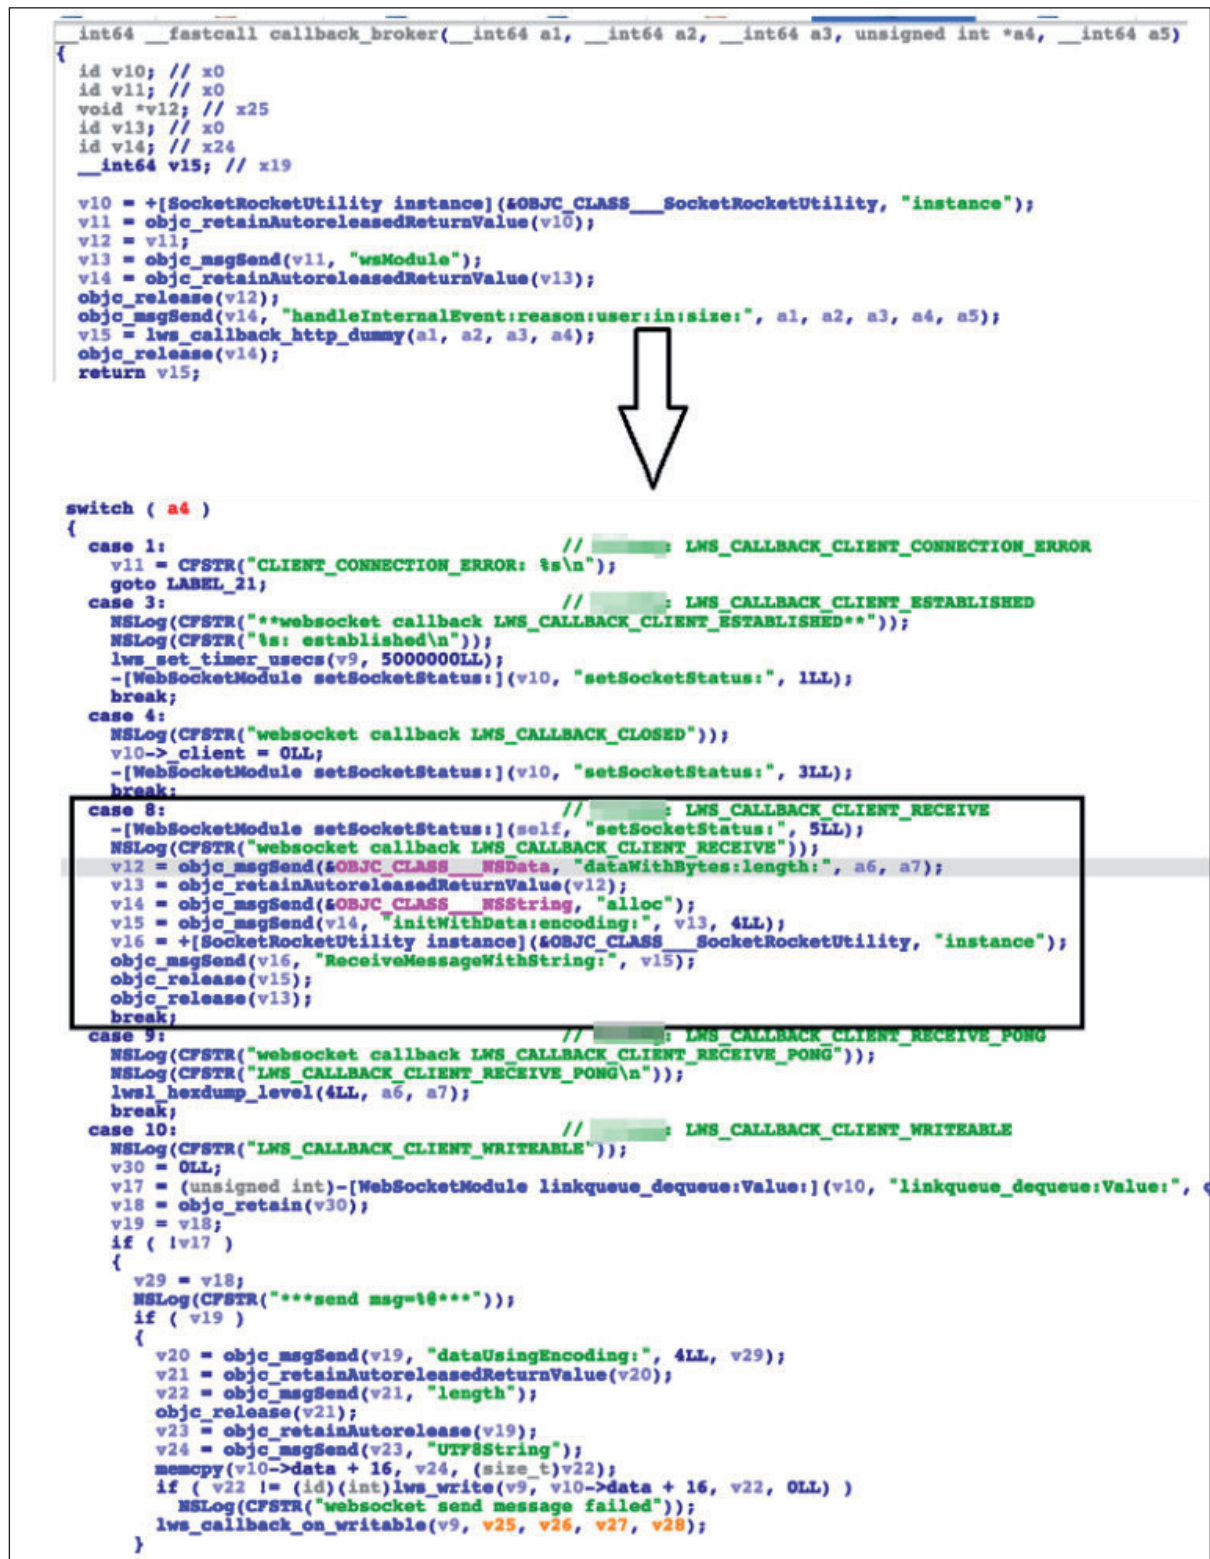 __int64 __fastcall callback_broker(__int64 a1, __int64 a2, __int64 a3, unsigned int *a4, __int64 a5)
{
id v10; // x0
id v11; // x0
void *v12; // x25
id v13; // x0
id v14; // x24
__int64 v15; // x19
v10 = +[SocketRocketUtility instance](&OBJC_CLASS___SocketRocketUtility, "instance");
v11 = objc_retainAutoreleasedReturnValue(v10);
v12 = v11;
v13 = objc_msgSend(v11, "wsModule");
v14 = objc_retainAutoreleasedReturnValue(v13);
objc_release(v12);
objc_msgSend(v14, "handleInternalEvent:reason:user:in:size:", a1, a2, a3, a4, a5);
v15 = lws_callback_http_dummy(a1, a2, a3, a4);
objc_release(v14);
return v15;
switch ( a4 )
{
case 1: // : LWS_CALLBACK_CLIENT_CONNECTION_ERROR
v11 = CFSTR("CLIENT_CONNECTION_ERROR: %s\n");
goto LABEL_21;
case 3: // : LWS_CALLBACK_CLIENT_ESTABLISHED
NSLog(CFSTR("**websocket callback LWS_CALLBACK_CLIENT_ESTABLISHED**"));
NSLog(CFSTR("%s: established\n"));
lws_set_timer_usecs(v9, 5000000LL);
-[WebSocketModule setSocketStatus:](v10, "setSocketStatus:", 1LL);
break;
case 4:
NSLog(CFSTR("websocket callback LWS_CALLBACK_CLOSED"));
v10->_client = 0LL;
-[WebSocketModule setSocketStatus:](v10, "setSocketStatus:", 3LL);
break;
case 8: // : LWS_CALLBACK_CLIENT_RECEIVE
-[WebSocketModule setSocketStatus:](self, "setSocketStatus:", 5LL);
NSLog(CFSTR("websocket callback LWS_CALLBACK_CLIENT_RECEIVE"));
v12 = objc_msgSend(&OBJC_CLASS___NSData, "dataWithBytes:length:", a6, a7);
v13 = objc_retainAutoreleasedReturnValue(v12);
v14 = objc_msgSend(&OBJC_CLASS___NSString, "alloc");
v15 = objc_msgSend(v14, "initWithData:encoding:", v13, 4LL);
v16 = +[SocketRocketUtility instance](&OBJC_CLASS___SocketRocketUtility, "instance");
objc_msgSend(v16, "ReceiveMessageWithString:", v15);
objc_release(v15);
objc_release(v13);
break;
case 9: // : LWS_CALLBACK_CLIENT_RECEIVE_PONG
NSLog(CFSTR("websocket callback LWS_CALLBACK_CLIENT_RECEIVE_PONG"));
NSLog(CFSTR("LWS_CALLBACK_CLIENT_RECEIVE_PONG\n"));
lwsl_hexdump_level(4LL, a6, a7);
break;
case 10: // : LWS_CALLBACK_CLIENT_WRITEABLE
NSLog(CFSTR("LWS_CALLBACK_CLIENT_WRITEABLE"));
v30 = 0LL;
v17 = (unsigned int)-[WebSocketModule linkqueue_dequeue:Value:](v10, "linkqueue_dequeue:Value:",
v18 = objc_retain(v30);
v19 = v18;
if ( !v17 )
{
v29 = v18;
NSLog(CFSTR("***send msg=%@***"));
if ( v19 )
{
v20 = objc_msgSend(v19, "dataUsingEncoding:", 4LL, v29);
v21 = objc_retainAutoreleasedReturnValue(v20);
v22 = objc_msgSend(v21, "length");
objc_release(v21);
v23 = objc_retainAutorelease(v19);
v24 = objc_msgSend(v23, "UTF8String");
memcpy(v10->data + 16, v24, (size_t)v22);
if ( v22 != (id)(int)lws_write(v9, v10->data + 16, v22, 0LL) )
NSLog(CFSTR("websocket send message failed"));
lws_callback_on_writable(v9, v25, v26, v27, v28);
}